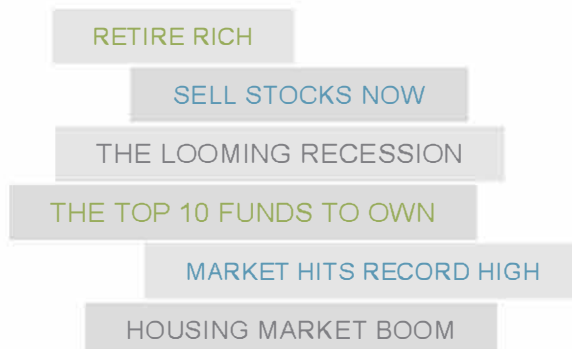 RETIRE RICH
SELL STOCKS NOW
THE LOOMING RECESSION
THE TOP 10 FUNDS TO OWN
MARKET HITS RECORD HIGH
HOUSING MARKET BOOM